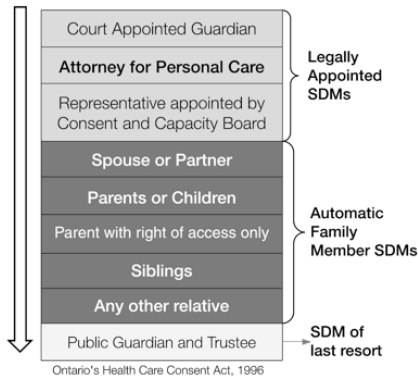 Court Appointed Guardian
Attorney for Personal Care
Representative appointed by
Consent and Capacity Board
Legally
Appointed
SDMs
Spouse or Partner
Parents or Children
Parent with right of access only
Siblings
Any other relative
Automatic
Family
Member SDMs
Public Guardian and Trustee
SDM of
last resort
Ontario's Health Care Consent Act, 1996